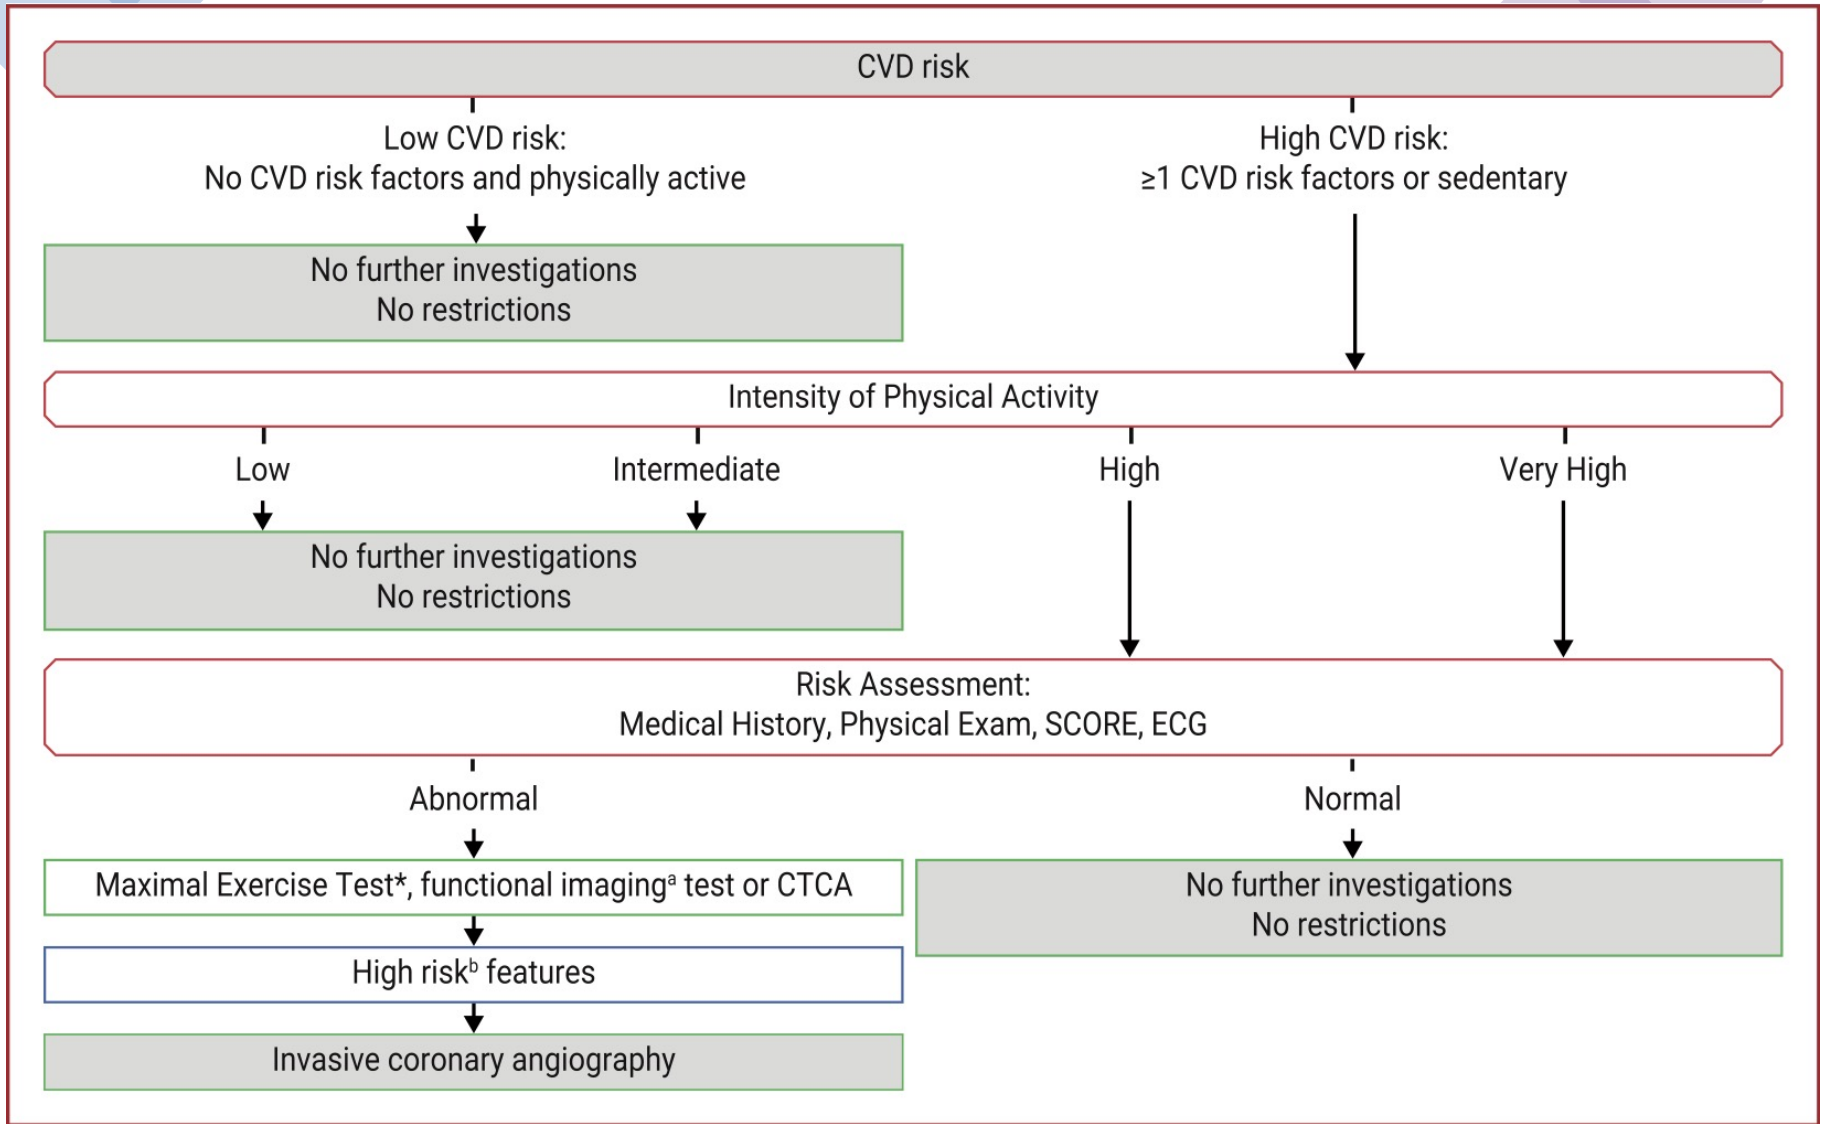 CVD risk
Low CVD risk:
No CVD risk factors and physically active
High CVD risk:
≥1 CVD risk factors or sedentary
No further investigations
No restrictions
Intensity of Physical Activity
Low
Intermediate
High
Very High
No further investigations
No restrictions
Risk Assessment:
Medical History, Physical Exam, SCORE, ECG
Abnormal
Normal
Maximal Exercise Test*, functional imagingᵃ test or CTCA
No further investigations
No restrictions
High riskᵇ features
Invasive coronary angiography